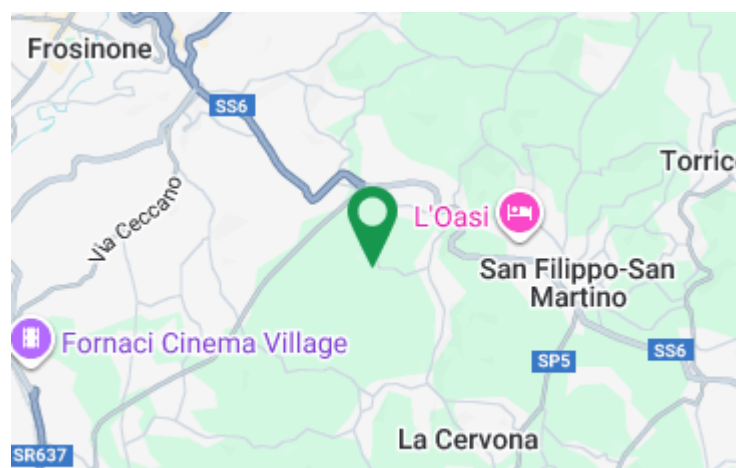 Frosinone
SS6
Torric
Via Ceccano
L'Oasi
San Filippo-San
Martino
Fornaci Cinema Village
SS6
SP5
La Cervona
SR637